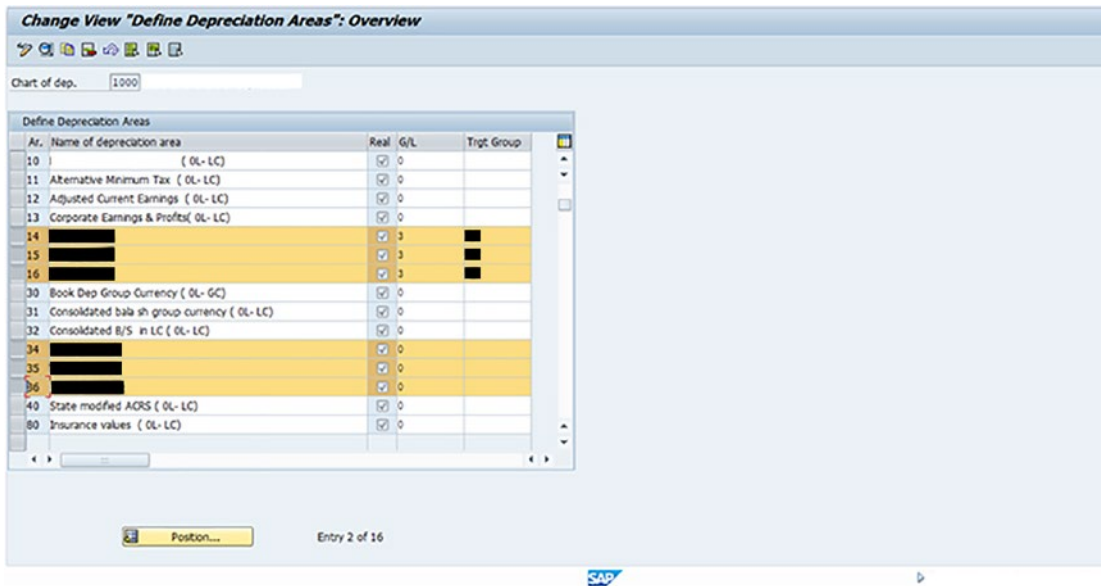 Change View "Define Depreciation Areas": Overview
Chart of dep. 1000
Define Depreciation Areas
Ar. Name of depreciation area Real G/L Trgt Group
10 ( 0L- LC) 0
11 Alternative Minimum Tax ( 0L- LC) 0
12 Adjusted Current Earnings ( 0L- LC) 0
13 Corporate Earnings & Profits( 0L- LC) 0
14 3
15 3
16 3
30 Book Dep Group Currency ( 0L- GC) 0
31 Consolidated bala sh group currency ( 0L- LC) 0
32 Consolidated B/S in LC ( 0L- LC) 0
34 0
35 0
36 0
40 State modified ACRS ( 0L- LC) 0
80 Insurance values ( 0L- LC) 0
Position... Entry 2 of 16
SAP